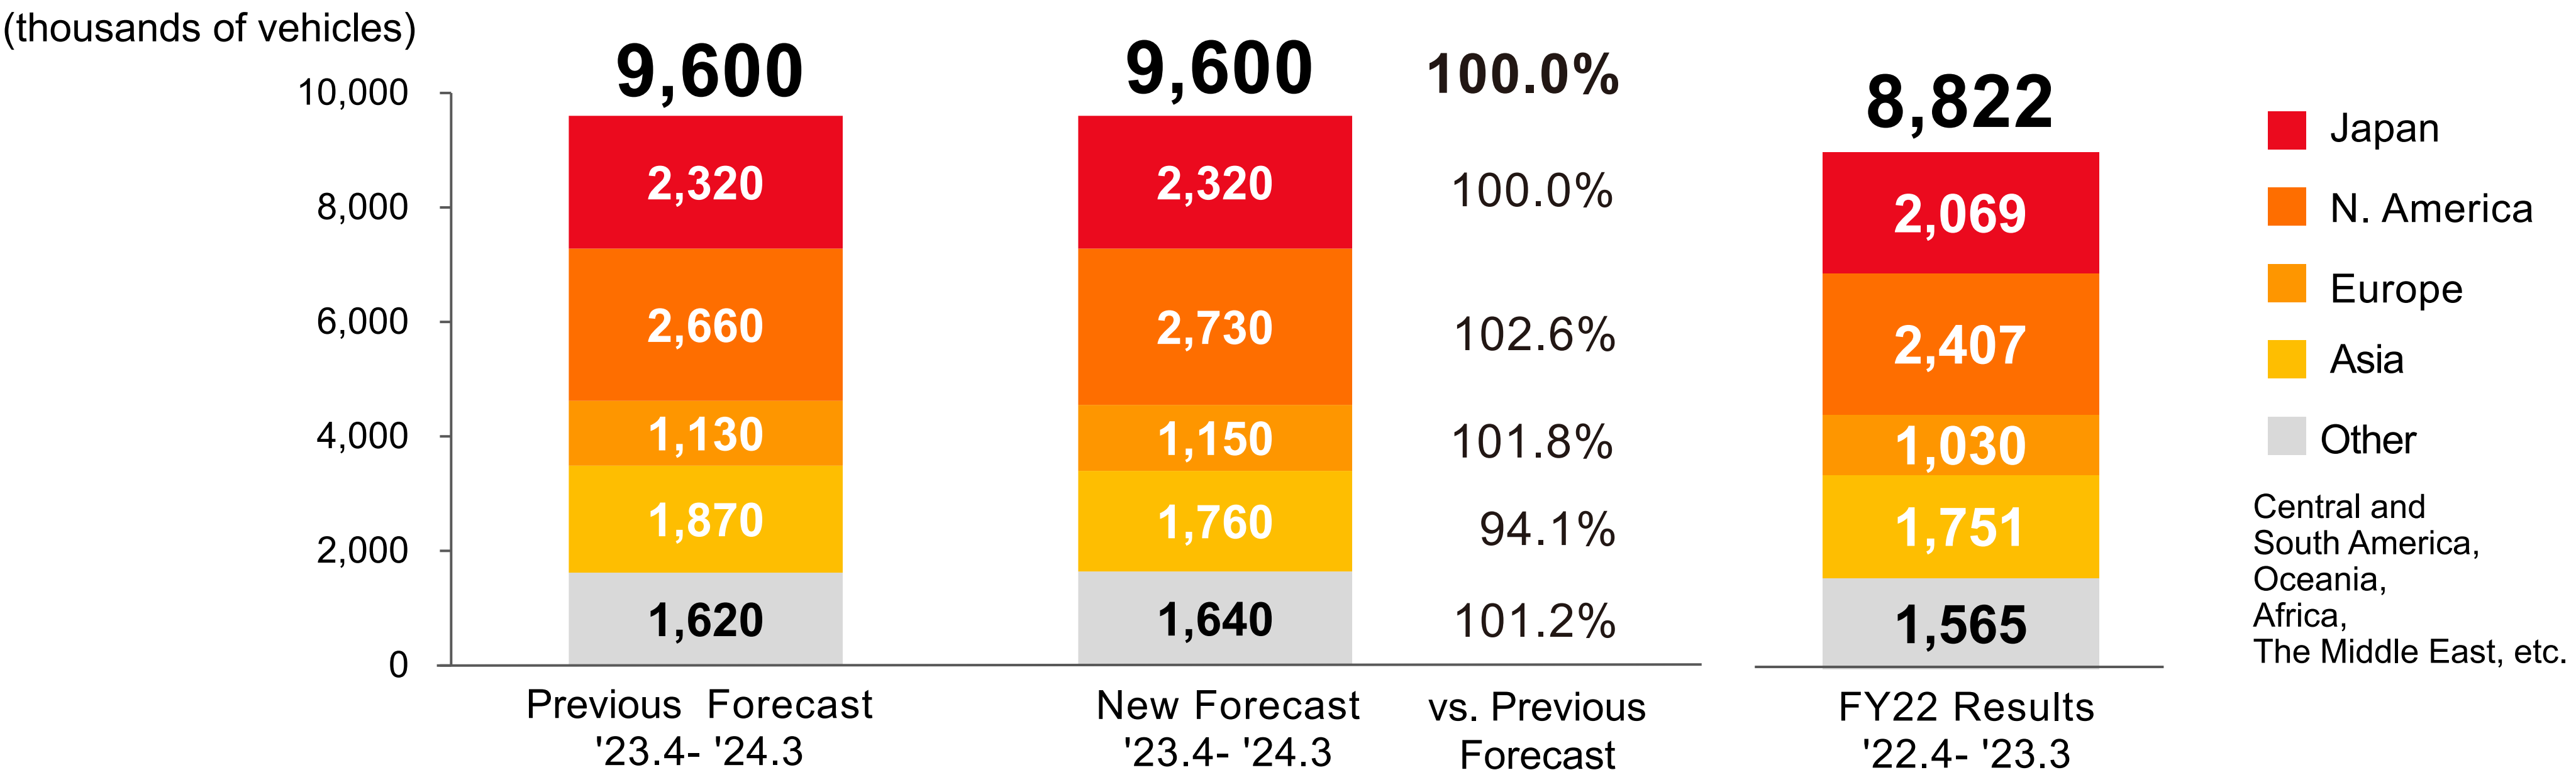 (thousands of vehicles)
10,000
8,000
6,000
4,000
2,000
0
9,600
2,320
2,660
1,130
1,870
1,620
Previous Forecast
'23.4- '24.3
9,600
2,320
2,730
1,150
1,760
1,640
New Forecast
'23.4- '24.3
100.0%
100.0%
102.6%
101.8%
94.1%
101.2%
vs. Previous
Forecast
8,822
2,069
2,407
1,030
1,751
1,565
FY22 Results
'22.4- '23.3
Japan
N. America
Europe
Asia
Other
Central and
South America,
Oceania,
Africa,
The Middle East, etc.